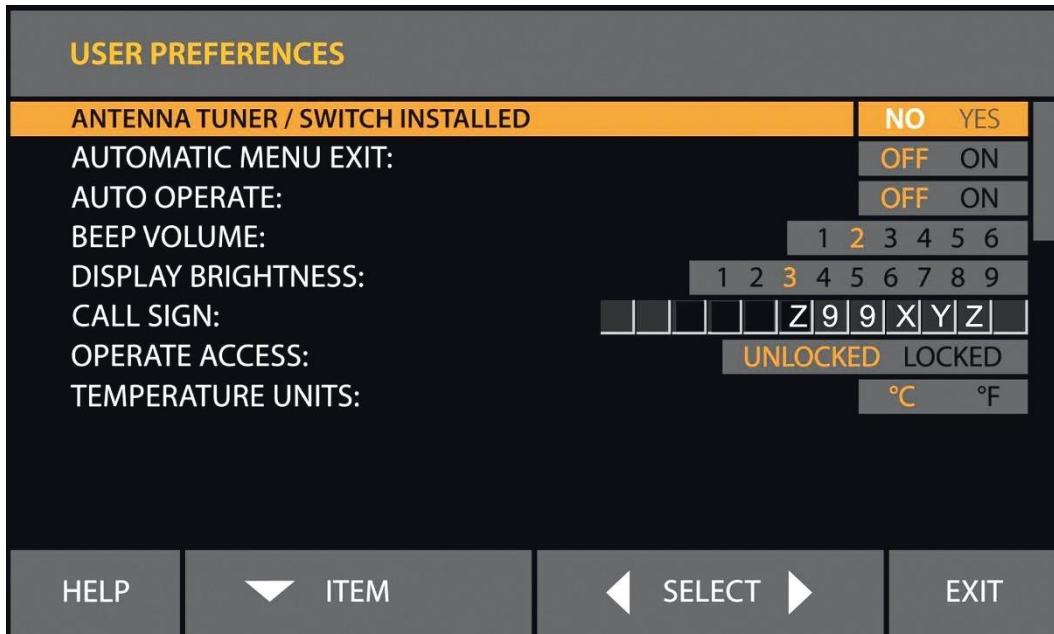 USER PREFERENCES
ANTENNA TUNER / SWITCH INSTALLED NO YES
AUTOMATIC MENU EXIT: OFF ON
AUTO OPERATE: OFF ON
BEEP VOLUME: 1 2 3 4 5 6
DISPLAY BRIGHTNESS: 1 2 3 4 5 6 7 8 9
CALL SIGN: Z 9 9 X Y Z
OPERATE ACCESS: UNLOCKED LOCKED
TEMPERATURE UNITS: °C °F
HELP ITEM SELECT EXIT